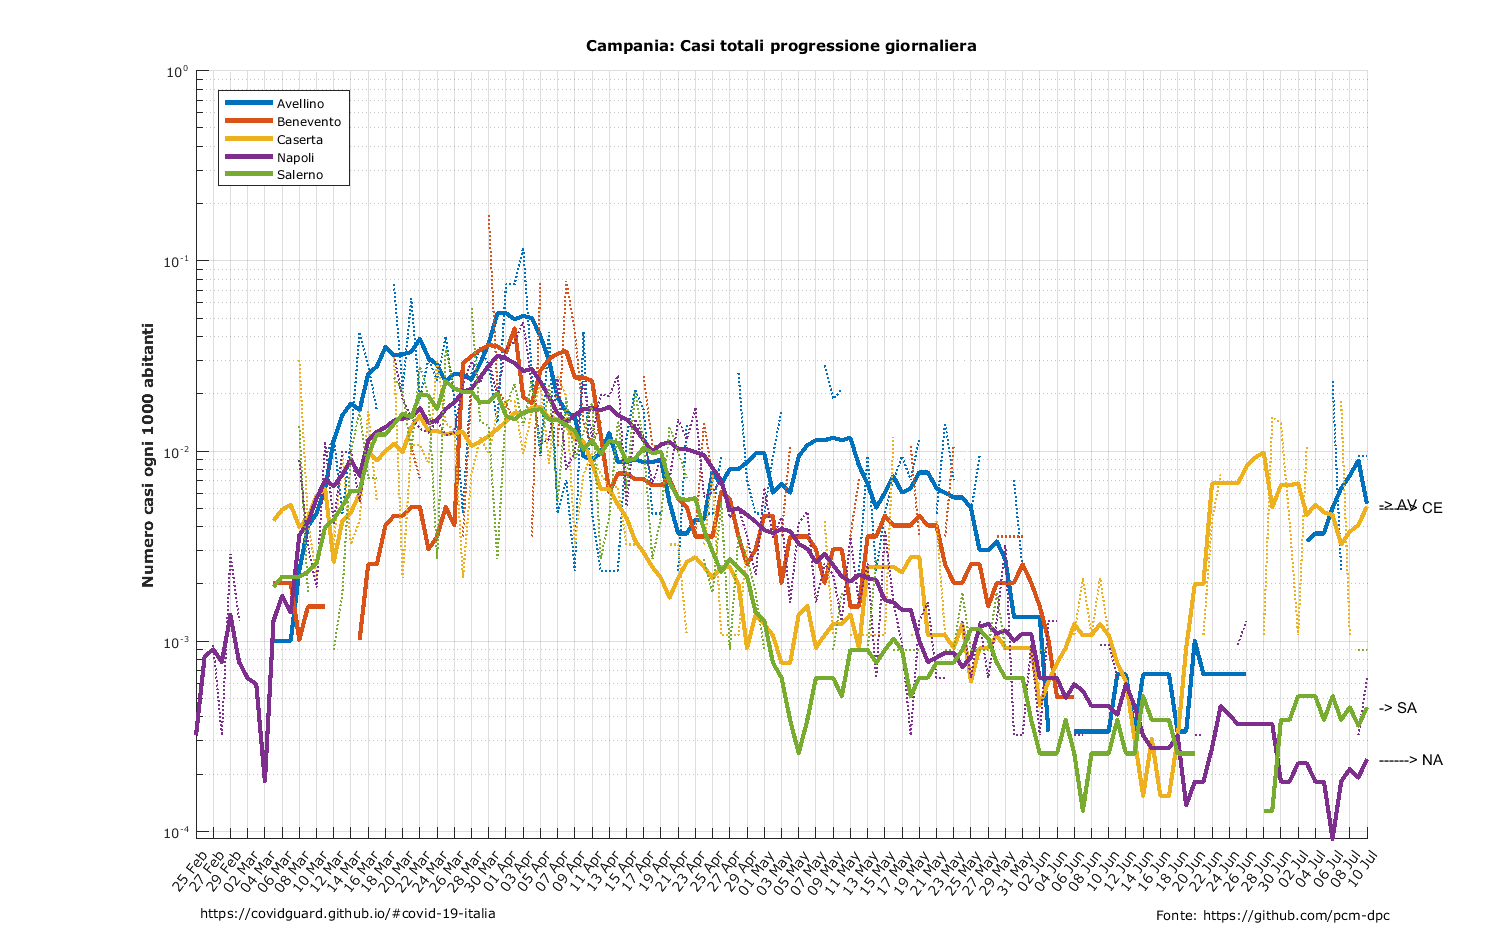 Campania: Casi totali progressione giornaliera
10^0
10^-1
10^-2
10^-3
10^-4
Numero casi ogni 1000 abitanti
Avellino
Benevento
Caserta
Napoli
Salerno
-> AV
-----> CE
-> SA
------> NA
25 Feb
27 Feb
29 Feb
02 Mar
04 Mar
06 Mar
08 Mar
10 Mar
12 Mar
14 Mar
16 Mar
18 Mar
20 Mar
22 Mar
24 Mar
26 Mar
28 Mar
30 Mar
01 Apr
03 Apr
05 Apr
07 Apr
09 Apr
11 Apr
13 Apr
15 Apr
17 Apr
19 Apr
21 Apr
23 Apr
25 Apr
27 Apr
29 Apr
01 May
03 May
05 May
07 May
09 May
11 May
13 May
15 May
17 May
19 May
21 May
23 May
25 May
27 May
29 May
31 May
02 Jun
04 Jun
06 Jun
08 Jun
10 Jun
12 Jun
14 Jun
16 Jun
18 Jun
20 Jun
22 Jun
24 Jun
26 Jun
28 Jun
30 Jun
02 Jul
04 Jul
06 Jul
08 Jul
10 Jul
https://covidguard.github.io/#covid-19-italia
Fonte: https://github.com/pcm-dpc